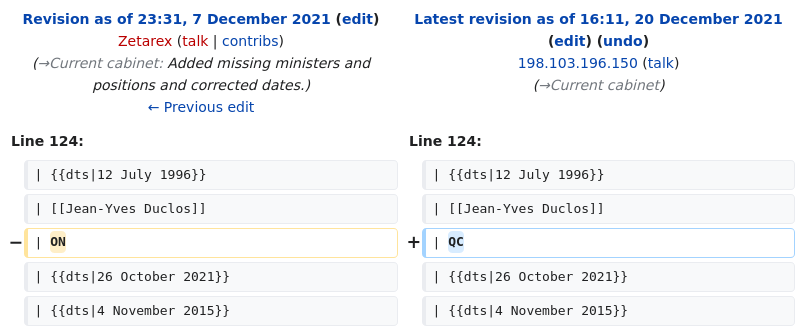 Revision as of 23:31, 7 December 2021 (edit)
Zetarex (talk | contribs)
(→Current cabinet: Added missing ministers and
positions and corrected dates.)
← Previous edit
Latest revision as of 16:11, 20 December 2021
(edit) (undo)
198.103.196.150 (talk)
(→Current cabinet)
Line 124:
Line 124:
| {{dts|12 July 1996}}
| {{dts|12 July 1996}}
| [[Jean-Yves Duclos]]
| [[Jean-Yves Duclos]]
− | ON
+ | QC
| {{dts|26 October 2021}}
| {{dts|26 October 2021}}
| {{dts|4 November 2015}}
| {{dts|4 November 2015}}